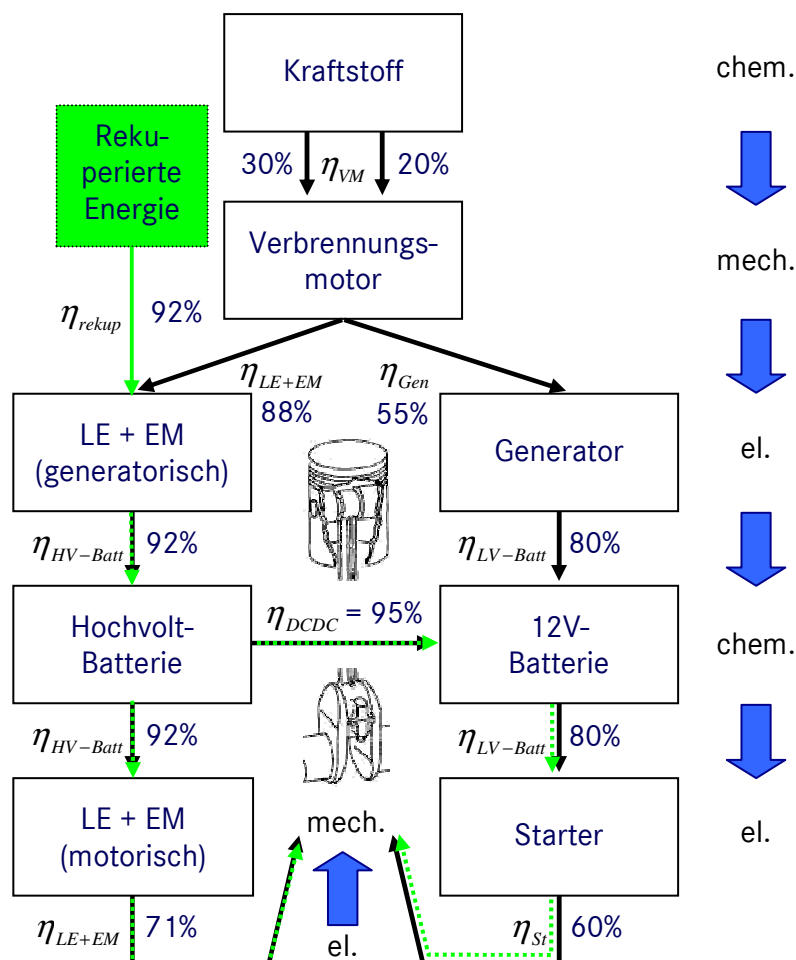 Kraftstoff
chem.
Reku-
perierte
Energie
30%
η_VM
20%
Verbrennungs-
motor
mech.
η_rekup
92%
η_LE+EM
88%
η_Gen
55%
LE + EM
(generatorisch)
Generator
el.
η_HV-Batt
92%
η_LV-Batt
80%
Hochvolt-
Batterie
η_DCDC = 95%
12V-
Batterie
chem.
η_HV-Batt
92%
η_LV-Batt
80%
LE + EM
(motorisch)
mech.
Starter
el.
η_LE+EM
71%
el.
η_St
60%